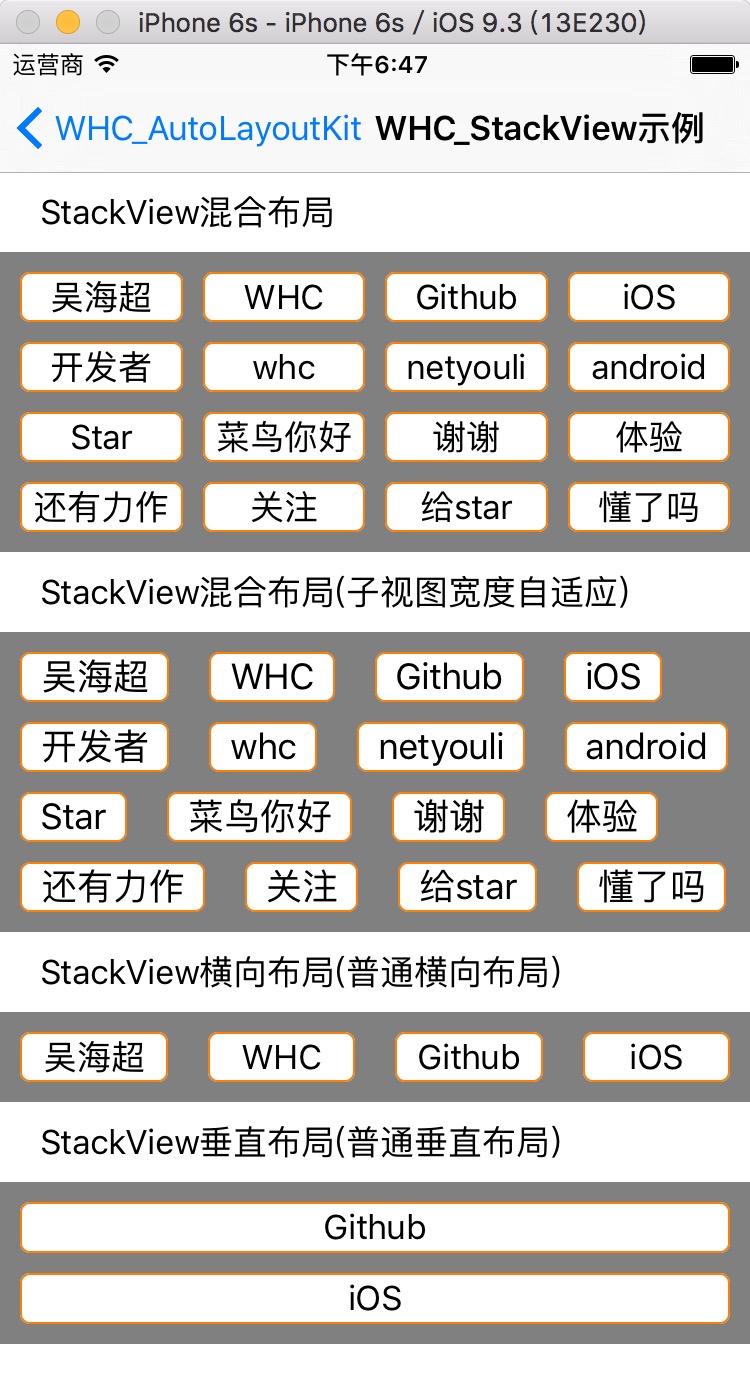 iPhone 6s - iPhone 6s / iOS 9.3 (13E230)
运营商 下午6:47
WHC_AutoLayoutKit WHC_StackView示例
StackView混合布局
吴海超 WHC Github iOS
开发者 whc netyouli android
Star 菜鸟你好 谢谢 体验
还有力作 关注 给star 懂了吗
StackView混合布局(子视图宽度自适应)
吴海超 WHC Github iOS
开发者 whc netyouli android
Star 菜鸟你好 谢谢 体验
还有力作 关注 给star 懂了吗
StackView横向布局(普通横向布局)
吴海超 WHC Github iOS
StackView垂直布局(普通垂直布局)
Github
iOS